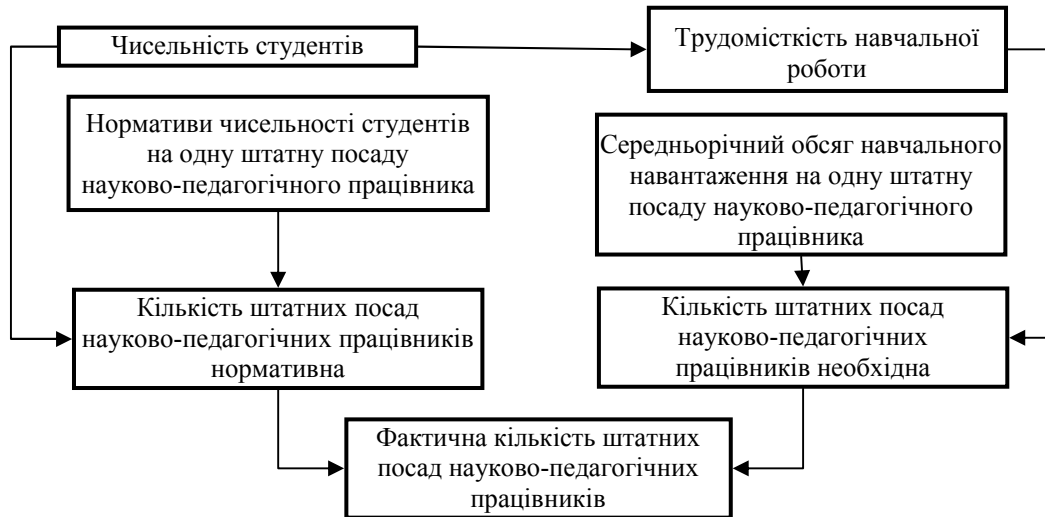 Чисельність студентів
Трудомісткість навчальної
роботи
Нормативи чисельності студентів
на одну штатну посаду
науково-педагогічного працівника
Середньорічний обсяг навчального
навантаження на одну штатну
посаду науково-педагогічного
працівника
Кількість штатних посад
науково-педагогічних працівників
нормативна
Кількість штатних посад
науково-педагогічних
працівників необхідна
Фактична кількість штатних
посад науково-педагогічних
працівників